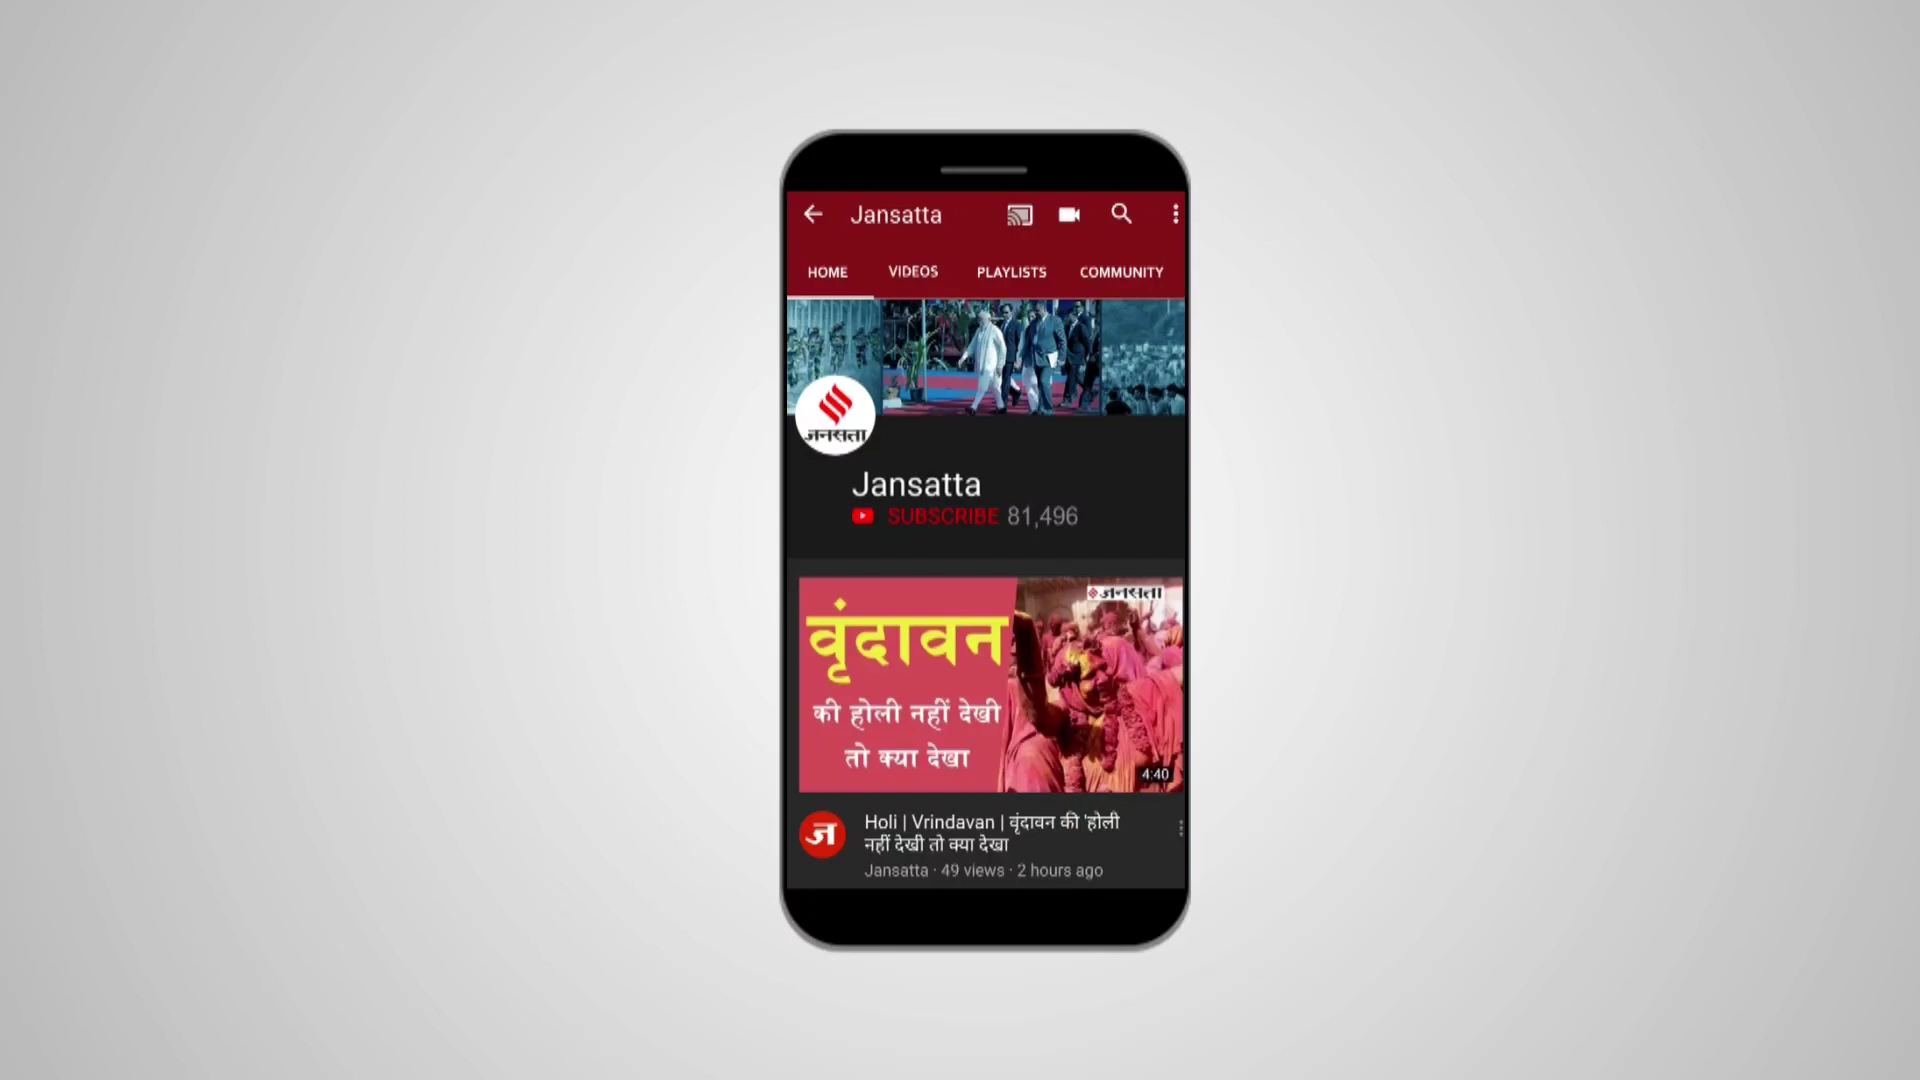 Jansatta
HOME VIDEOS PLAYLISTS COMMUNITY
जनसत्ता
Jansatta
SUBSCRIBE 81,496
जनसत्ता
वृंदावन
की होली नहीं देखी
तो क्या देखा
4:40
ज
Holi | Vrindavan | वृंदावन की 'होली
नहीं देखी तो क्या देखा
Jansatta · 49 views · 2 hours ago